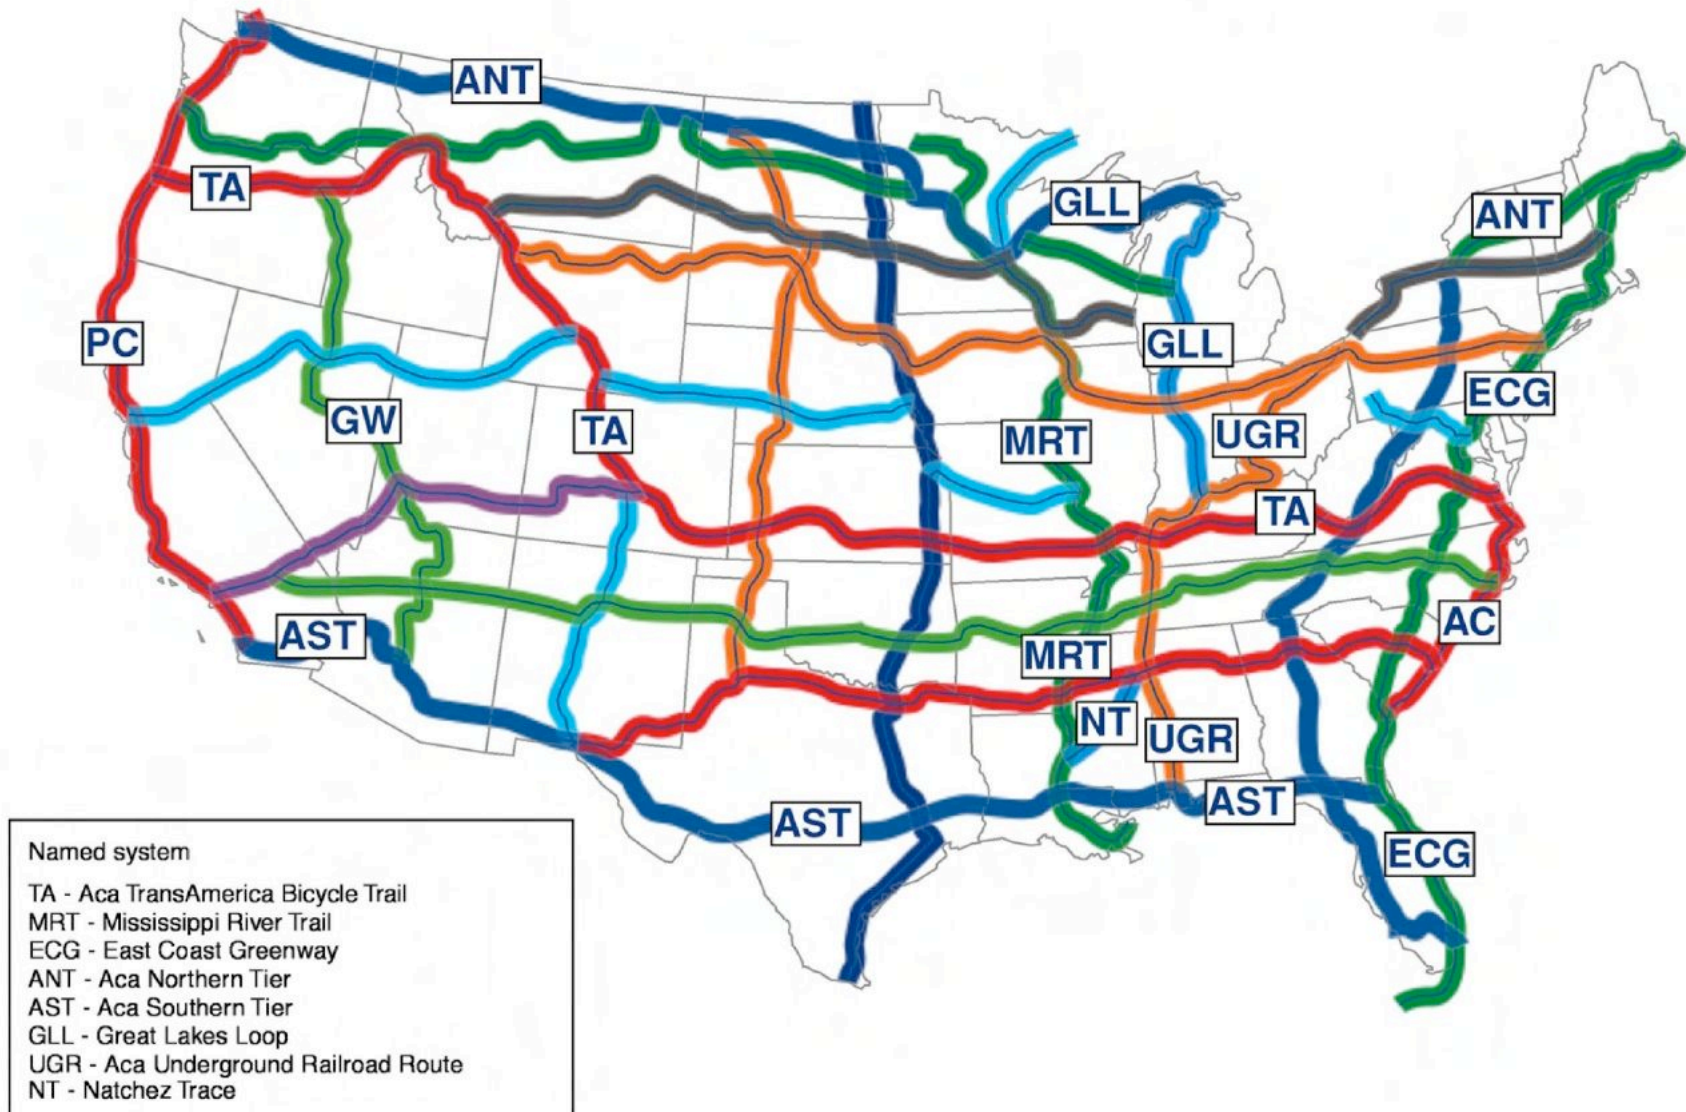 ANT
TA
GLL
ANT
PC
GLL
ECG
GW
TA
MRT
UGR
TA
AST
AC
MRT
NT
UGR
AST
AST
ECG
Named system
TA - Aca TransAmerica Bicycle Trail
MRT - Mississippi River Trail
ECG - East Coast Greenway
ANT - Aca Northern Tier
AST - Aca Southern Tier
GLL - Great Lakes Loop
UGR - Aca Underground Railroad Route
NT - Natchez Trace